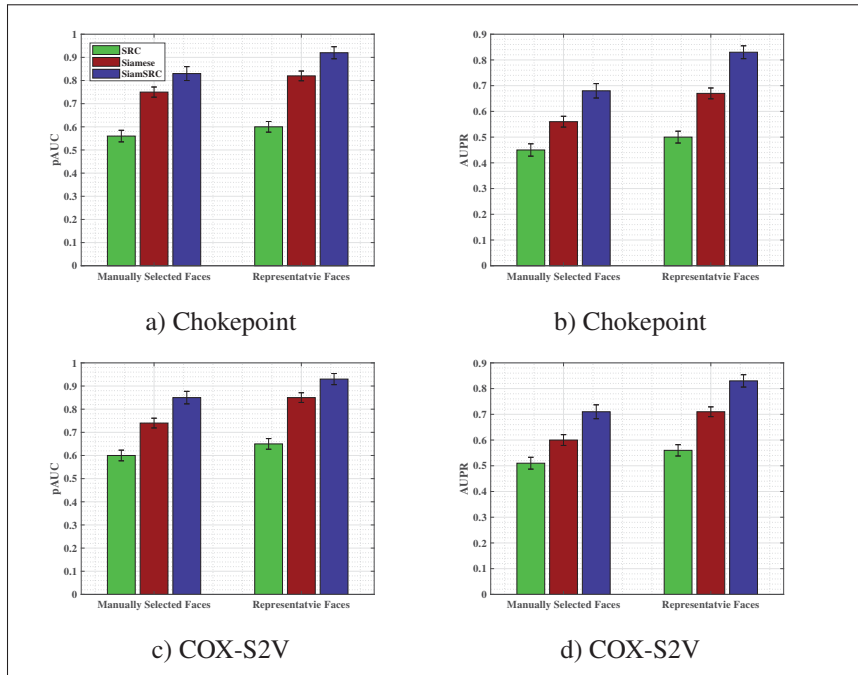 1
0.9
0.8
0.7
0.6
0.5
0.4
0.3
0.2
0.1
0
pAUC
SRC
Siamese
SiamSRC
Manually Selected Faces Representatvie Faces
a) Chokepoint
0.9
0.8
0.7
0.6
0.5
0.4
0.3
0.2
0.1
0
AUPR
Manually Selected Faces Representatvie Faces
b) Chokepoint
1
0.9
0.8
0.7
0.6
0.5
0.4
0.3
0.2
0.1
0
pAUC
Manually Selected Faces Representatvie Faces
c) COX-S2V
0.9
0.8
0.7
0.6
0.5
0.4
0.3
0.2
0.1
0
AUPR
Manually Selected Faces Representatvie Faces
d) COX-S2V